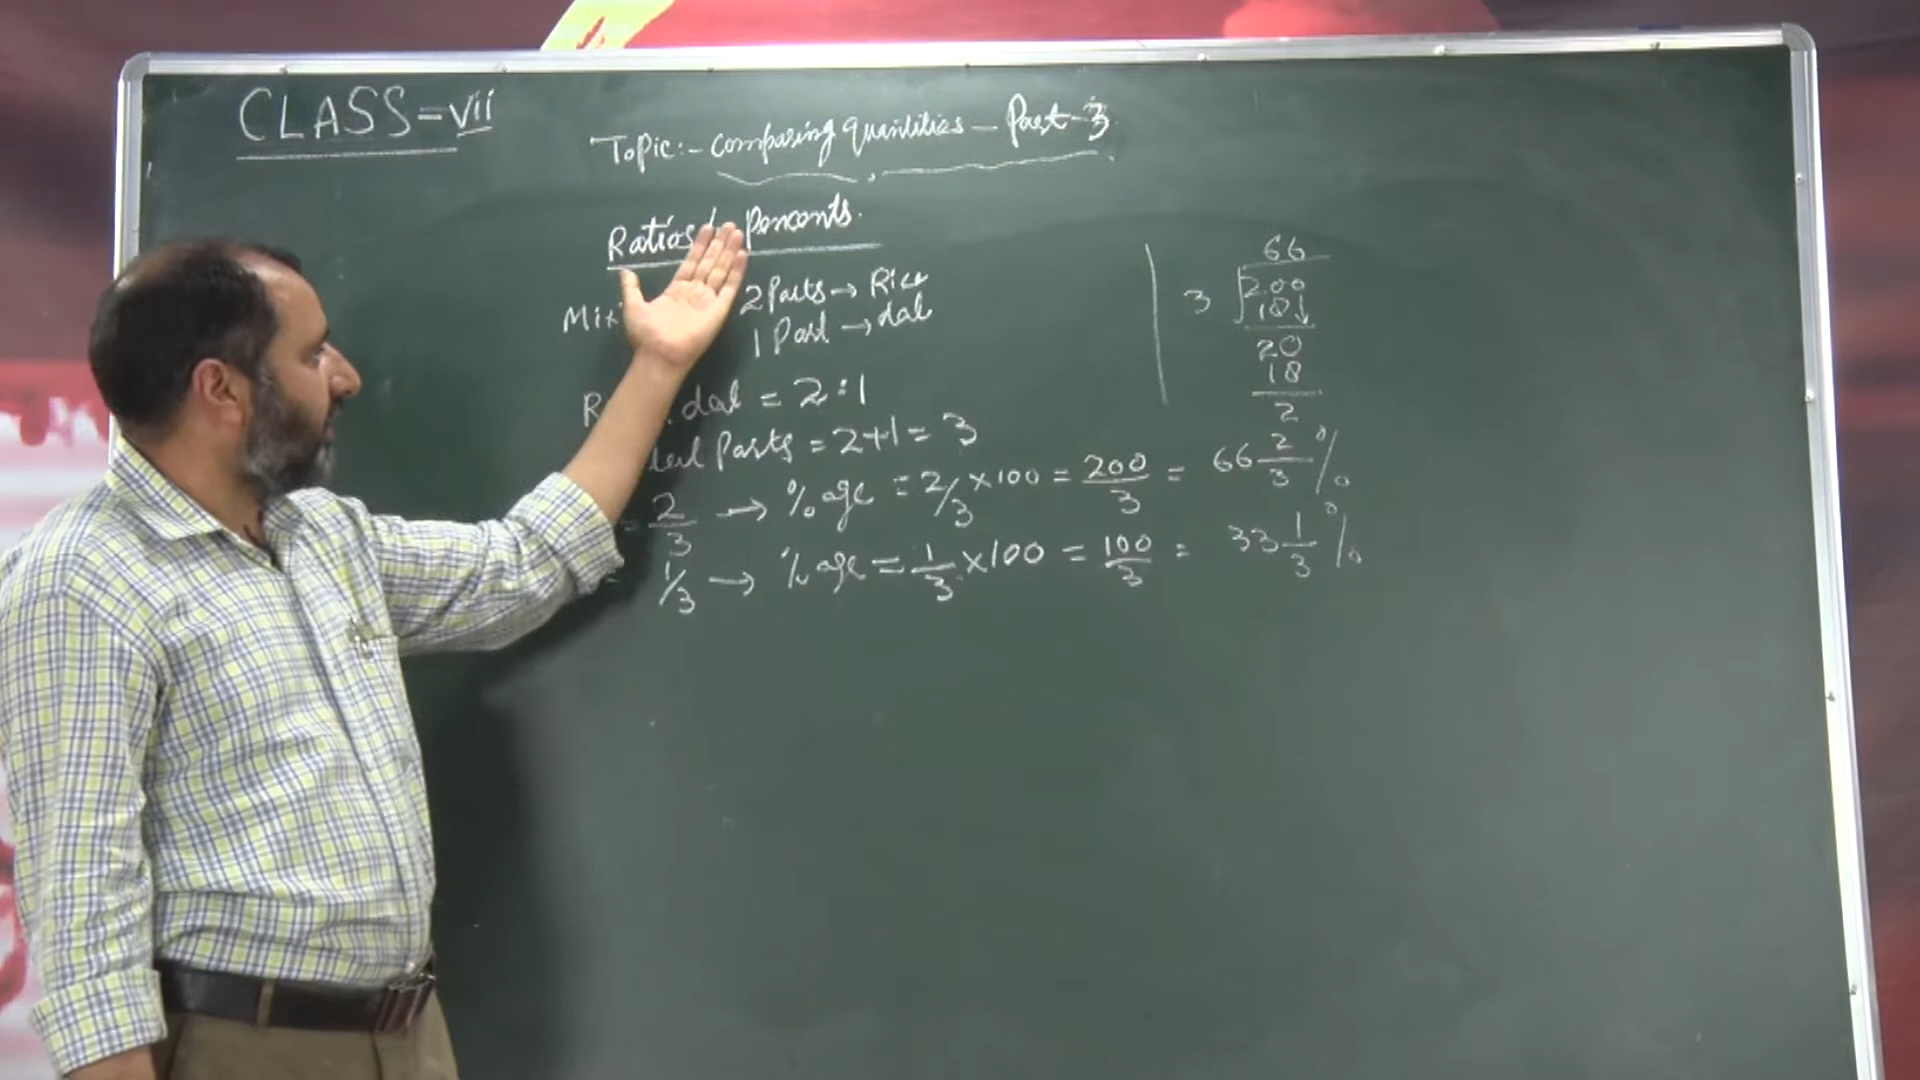 CLASS = vii
Topic:- Comparing Quantities - Part-3
Ratios Percents.
2 Parts → Rice
1 Part → dal
dal = 2:1
Parts = 2+1 = 3
= 2/3 → %age = 2/3 × 100 = 200/3 = 66 2/3 %
1/3 → %age = 1/3 × 100 = 100/3 = 33 1/3 %
66
3 200
18↓
20
18
2